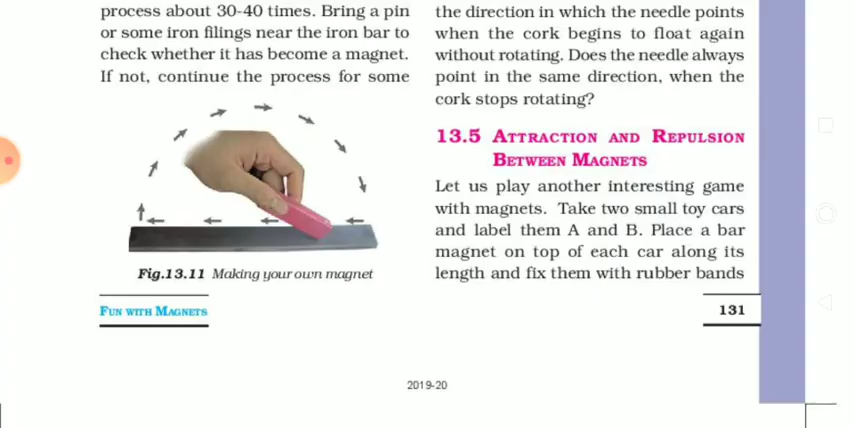 process about 30-40 times. Bring a pin
or some iron filings near the iron bar to
check whether it has become a magnet.
If not, continue the process for some
Fig.13.11 Making your own magnet
FUN WITH MAGNETS
the direction in which the needle points
when the cork begins to float again
without rotating. Does the needle always
point in the same direction, when the
cork stops rotating?
13.5 ATTRACTION AND REPULSION
BETWEEN MAGNETS
Let us play another interesting game
with magnets. Take two small toy cars
and label them A and B. Place a bar
magnet on top of each car along its
length and fix them with rubber bands
131
2019-20